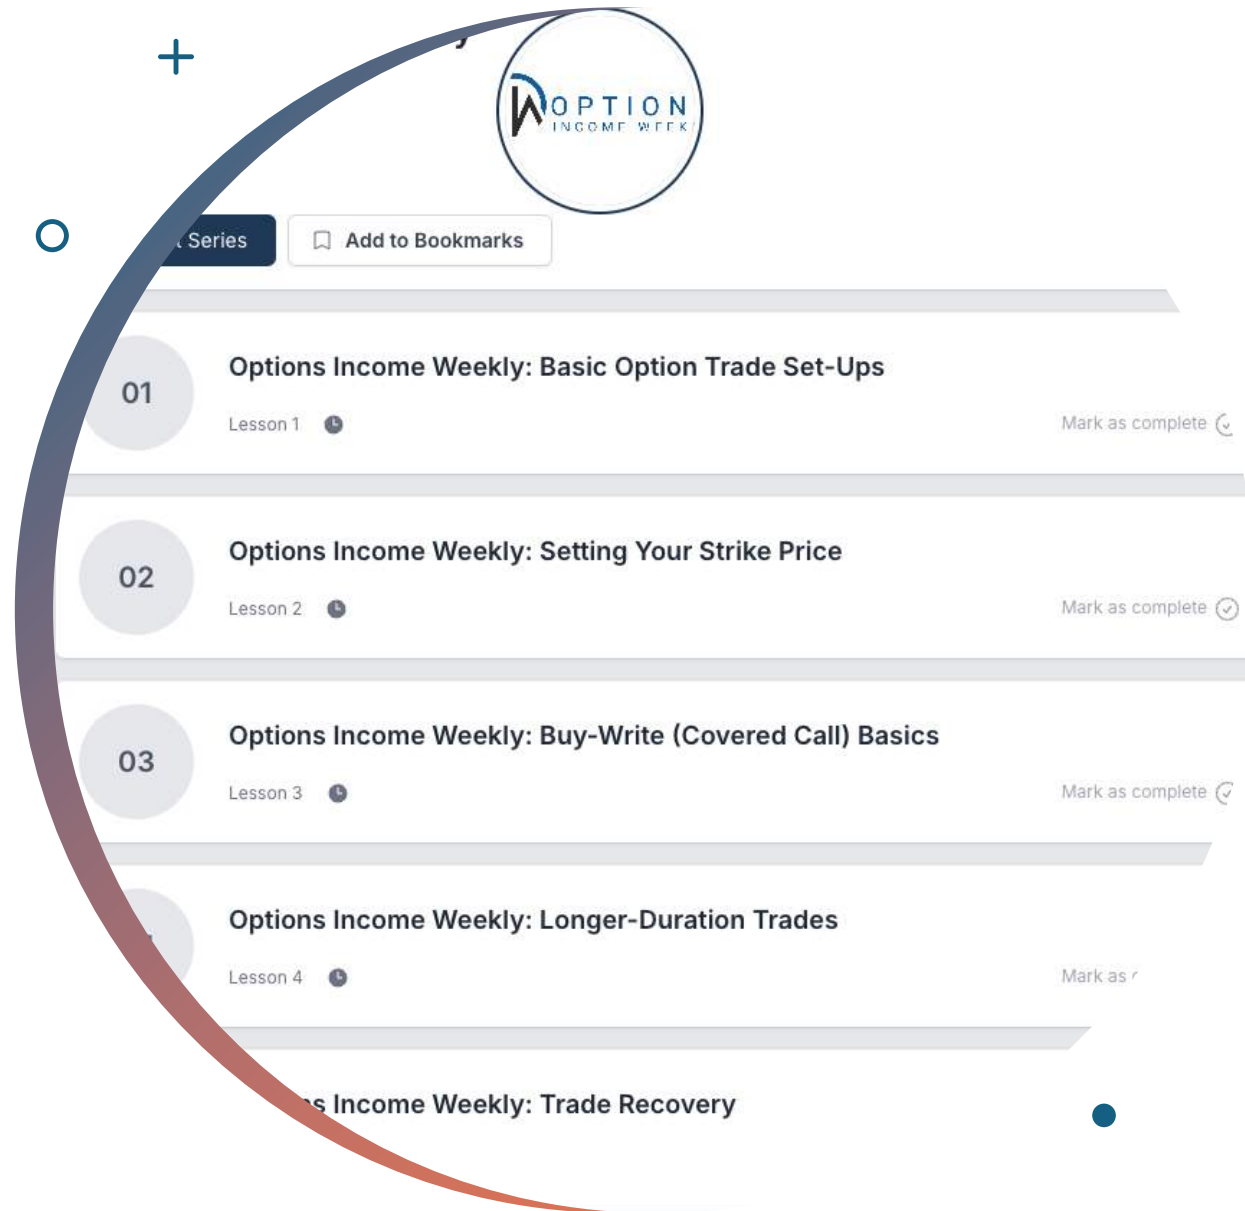 OPTION
INCOME WEEK
Series
Add to Bookmarks
01
Options Income Weekly: Basic Option Trade Set-Ups
Lesson 1
Mark as complete
02
Options Income Weekly: Setting Your Strike Price
Lesson 2
Mark as complete
03
Options Income Weekly: Buy-Write (Covered Call) Basics
Lesson 3
Mark as complete
Options Income Weekly: Longer-Duration Trades
Lesson 4
Mark as
Income Weekly: Trade Recovery